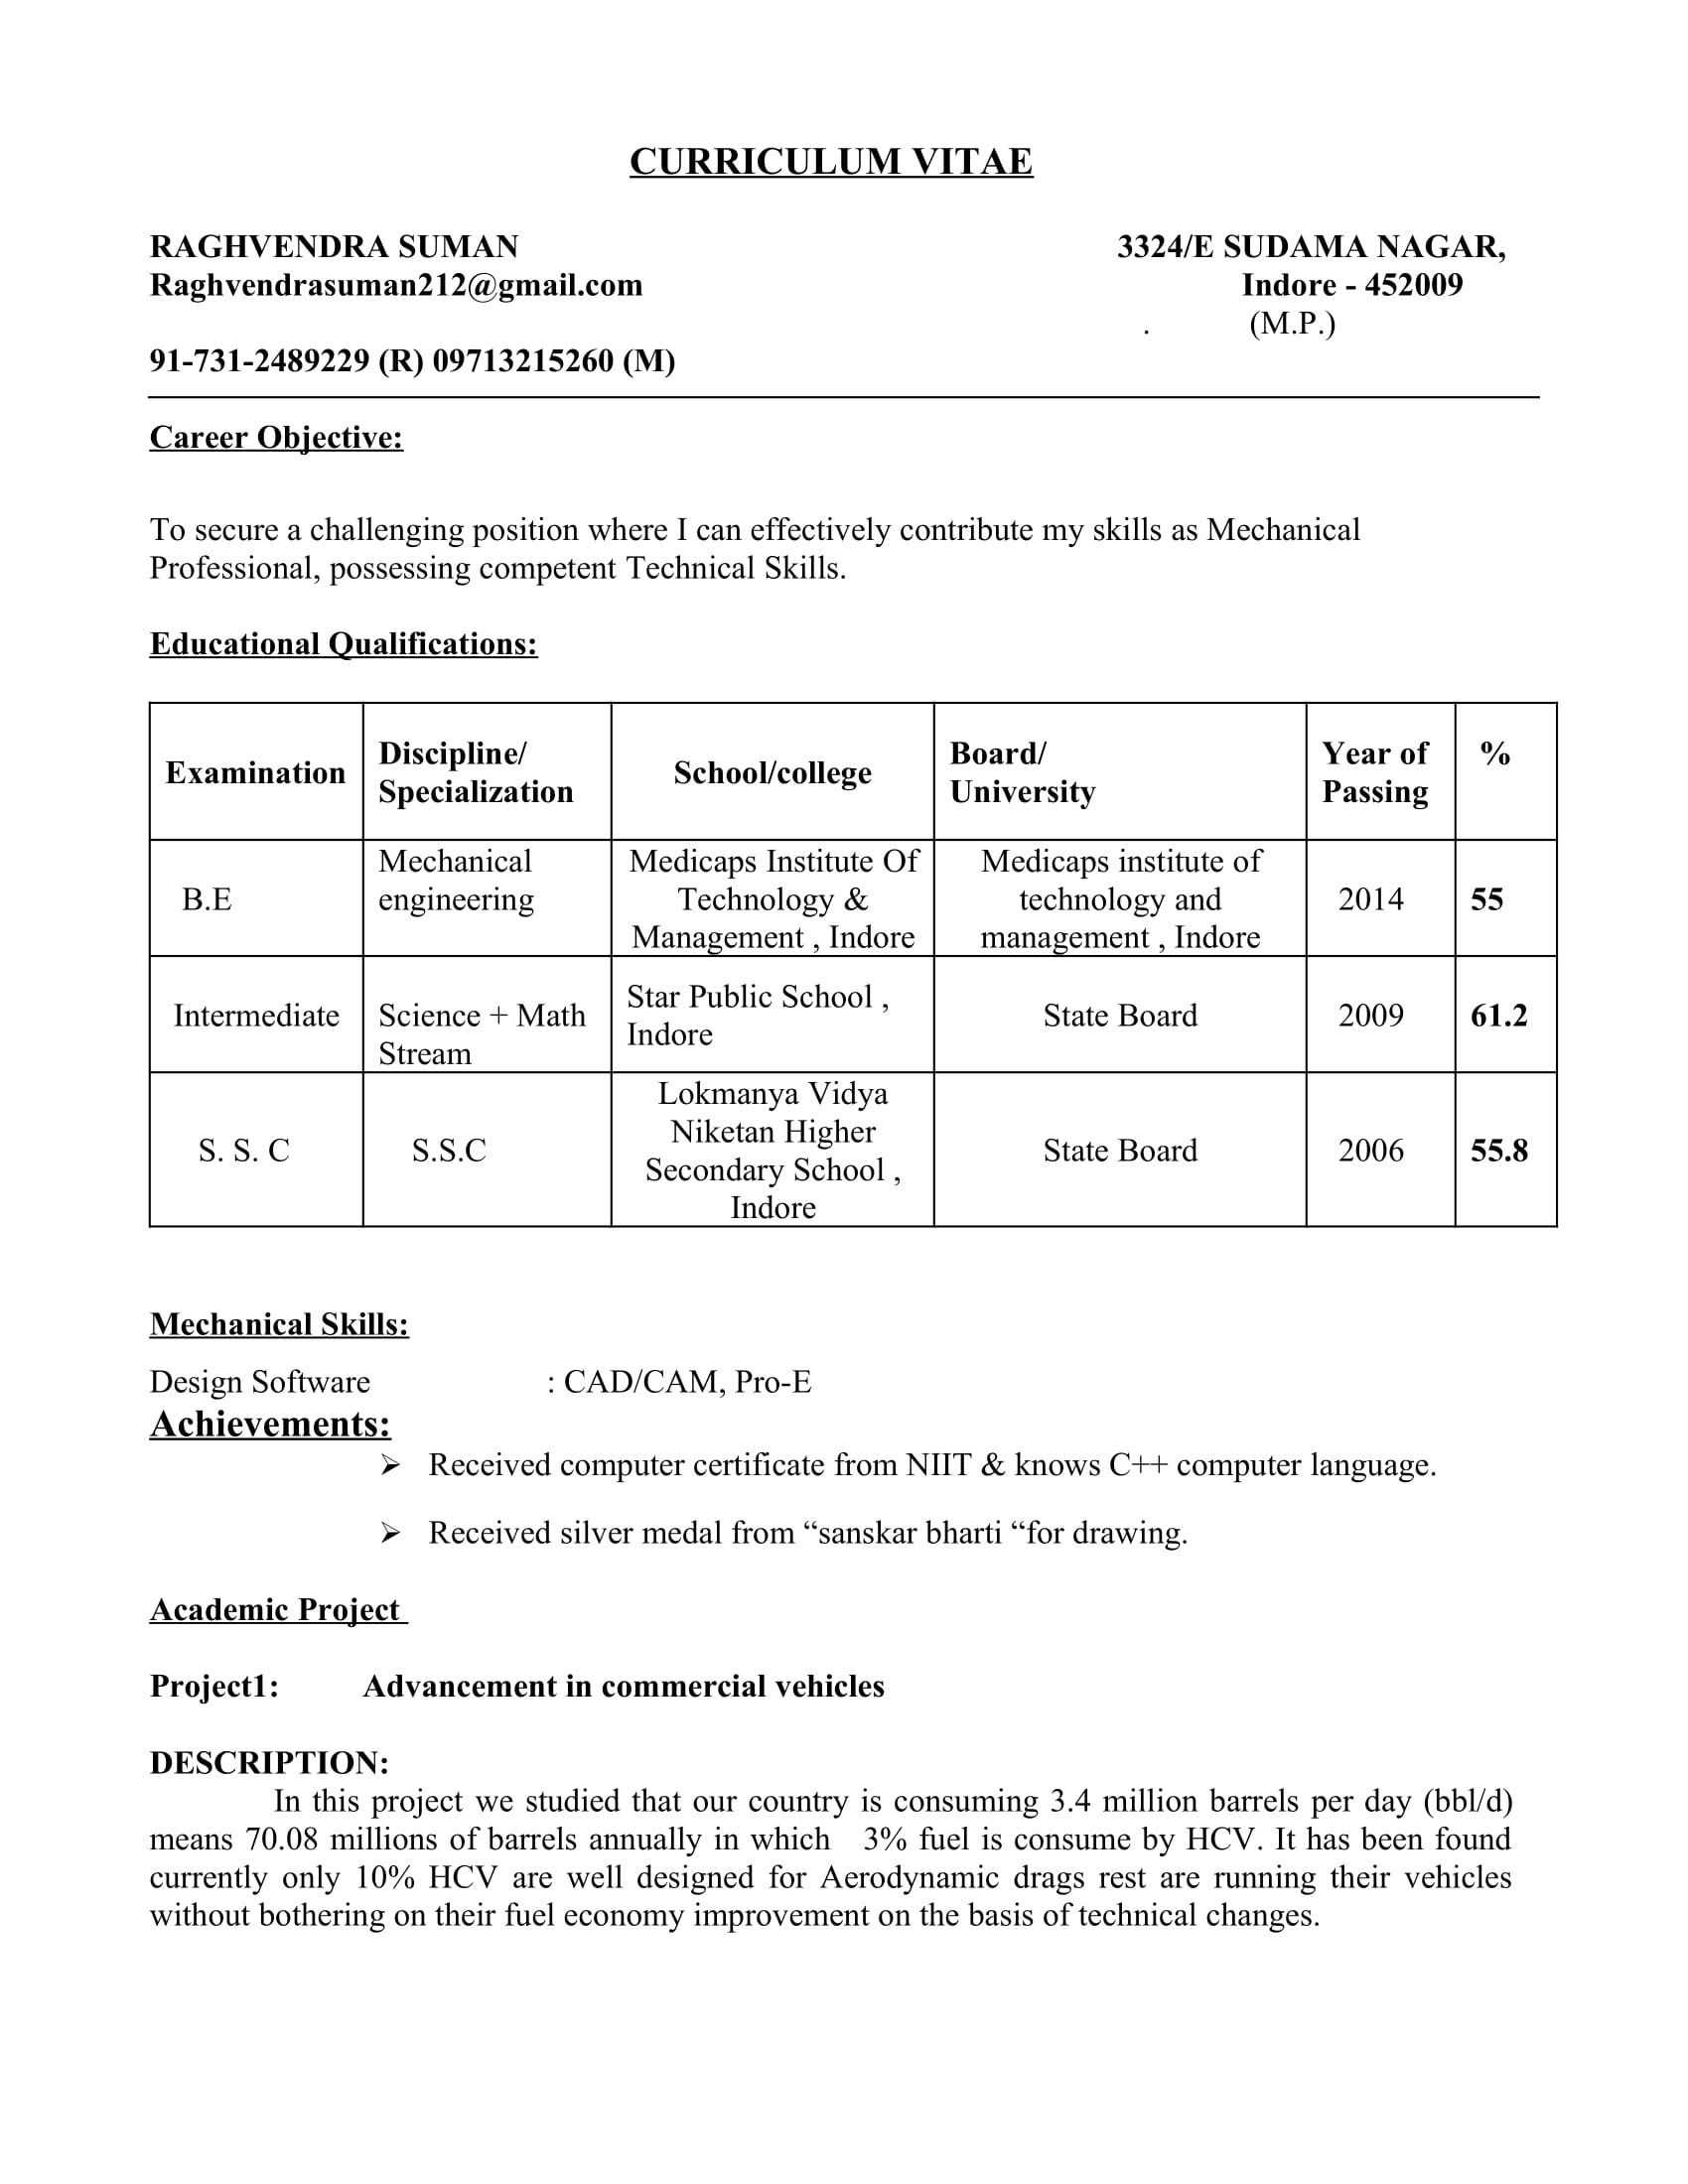 CURRICULUM VITAE
RAGHVENDRA SUMAN 3324/E SUDAMA NAGAR,
Raghvendrasuman212@gmail.com Indore - 452009
. (M.P.)
91-731-2489229 (R) 09713215260 (M)
Career Objective:
To secure a challenging position where I can effectively contribute my skills as Mechanical
Professional, possessing competent Technical Skills.
Educational Qualifications:
Examination Discipline/ Specialization School/college Board/ University Year of Passing %
B.E Mechanical engineering Medicaps Institute Of Technology & Management , Indore Medicaps institute of technology and management , Indore 2014 55
Intermediate Science + Math Stream Star Public School , Indore State Board 2009 61.2
S. S. C S.S.C Lokmanya Vidya Niketan Higher Secondary School , Indore State Board 2006 55.8
Mechanical Skills:
Design Software : CAD/CAM, Pro-E
Achievements:
➢ Received computer certificate from NIIT & knows C++ computer language.
➢ Received silver medal from “sanskar bharti “for drawing.
Academic Project
Project1: Advancement in commercial vehicles
DESCRIPTION:
In this project we studied that our country is consuming 3.4 million barrels per day (bbl/d)
means 70.08 millions of barrels annually in which 3% fuel is consume by HCV. It has been found
currently only 10% HCV are well designed for Aerodynamic drags rest are running their vehicles
without bothering on their fuel economy improvement on the basis of technical changes.